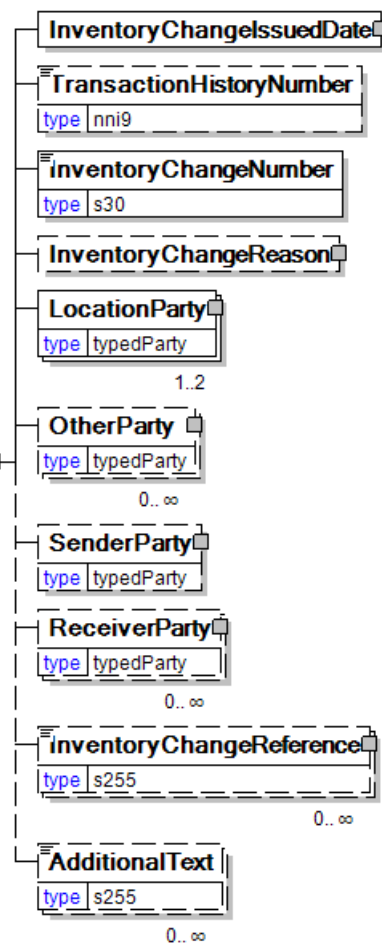 InventoryChangeIssuedDate
TransactionHistoryNumber
type nni9
InventoryChangeNumber
type s30
InventoryChangeReason
LocationParty
type typedParty
1..2
OtherParty
type typedParty
0.. ∞
SenderParty
type typedParty
ReceiverParty
type typedParty
0.. ∞
InventoryChangeReference
type s255
0.. ∞
AdditionalText
type s255
0.. ∞